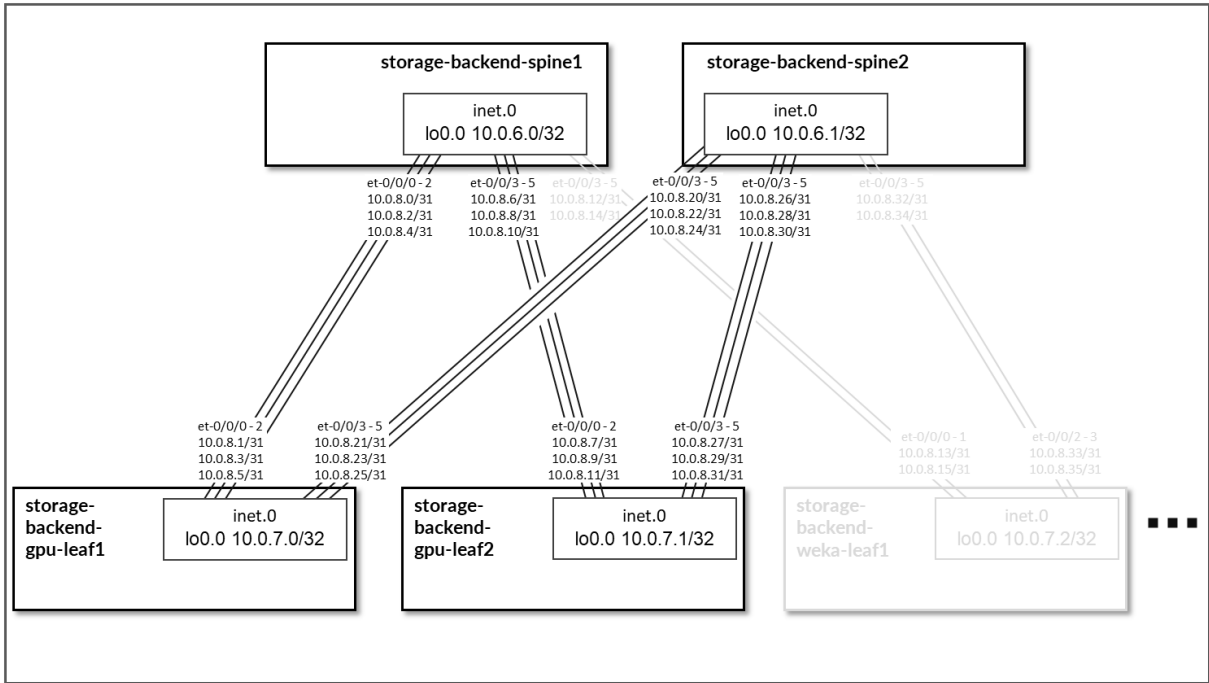 storage-backend-spine1
inet.0
lo0.0 10.0.6.0/32
storage-backend-spine2
inet.0
lo0.0 10.0.6.1/32
et-0/0/0 - 2
10.0.8.0/31
10.0.8.2/31
10.0.8.4/31
et-0/0/3 - 5
10.0.8.6/31
10.0.8.8/31
10.0.8.10/31
et-0/0/3 - 5
10.0.8.12/31
10.0.8.14/31
et-0/0/3 - 5
10.0.8.20/31
10.0.8.22/31
10.0.8.24/31
et-0/0/3 - 5
10.0.8.26/31
10.0.8.28/31
10.0.8.30/31
et-0/0/3 - 5
10.0.8.32/31
10.0.8.34/31
et-0/0/0 - 2
10.0.8.1/31
10.0.8.3/31
10.0.8.5/31
et-0/0/3 - 5
10.0.8.21/31
10.0.8.23/31
10.0.8.25/31
et-0/0/0 - 2
10.0.8.7/31
10.0.8.9/31
10.0.8.11/31
et-0/0/3 - 5
10.0.8.27/31
10.0.8.29/31
10.0.8.31/31
et-0/0/0 - 1
10.0.8.13/31
10.0.8.15/31
et-0/0/2 - 3
10.0.8.33/31
10.0.8.35/31
storage-
backend-
gpu-leaf1
inet.0
lo0.0 10.0.7.0/32
storage-
backend-
gpu-leaf2
inet.0
lo0.0 10.0.7.1/32
storage-
backend-
weka-leaf1
inet.0
lo0.0 10.0.7.2/32